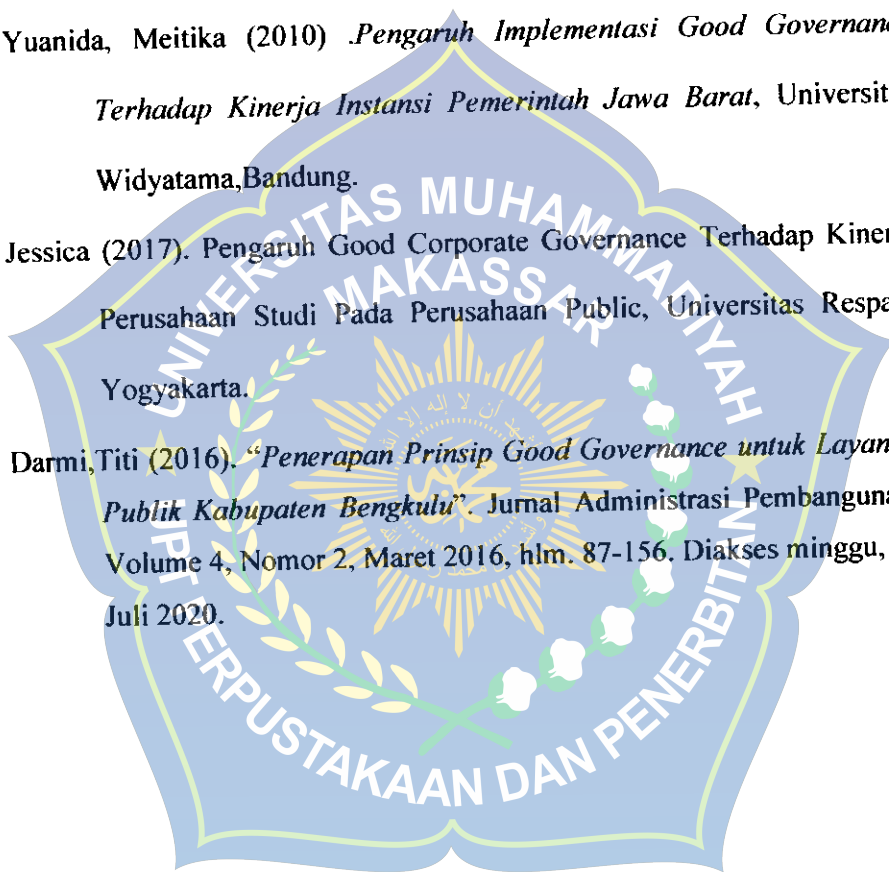 Yuanida, Meitika (2010) .Pengaruh Implementasi Good Governanc
Terhadap Kinerja Instansi Pemerintah Jawa Barat, Universit
Widyatama,Bandung.
Jessica (2017). Pengaruh Good Corporate Governance Terhadap Kiner
Perusahaan Studi Pada Perusahaan Public, Universitas Respa
Yogyakarta.
Darmi,Titi (2016). “Penerapan Prinsip Good Governance untuk Layan
Publik Kabupaten Bengkulu”. Jurnal Administrasi Pembanguna
Volume 4, Nomor 2, Maret 2016, hlm. 87-156. Diakses minggu,
Juli 2020.
UNIVERSITAS MUHAMMADIYAH
MAKASSAR
UPT PERPUSTAKAAN DAN PENERBITAN